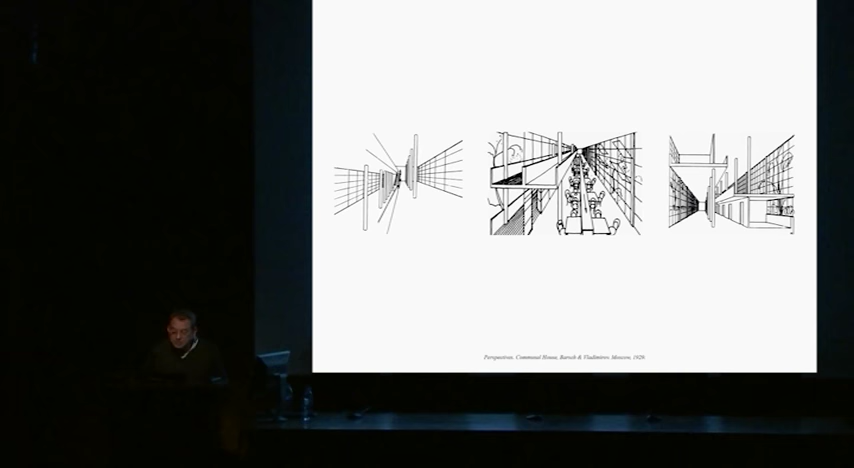 Perspectives. Communal House, Barsch & Vladimirov. Moscow. 1929.